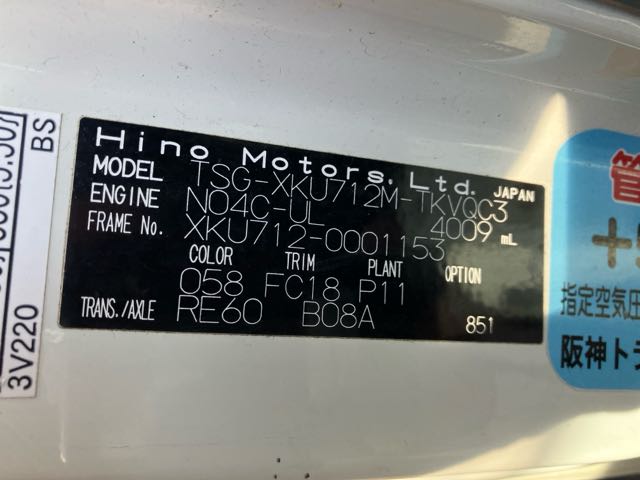 Hino Motors, Ltd. JAPAN
MODEL TSG-XKU712M-TKVQC3
ENGINE N04C-UL 4009 mL
FRAME No. XKU712-0001153
COLOR TRIM PLANT OPTION
058 FC18 P11
TRANS./AXLE RE60 B08A 851
BS
3V220
管
指定空気圧
阪神トラ